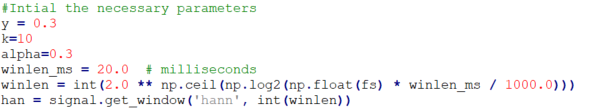 #Intial the necessary parameters
y = 0.3
k=10
alpha=0.3
winlen_ms = 20.0  # milliseconds
winlen = int(2.0 ** np.ceil(np.log2(np.float(fs) * winlen_ms / 1000.0)))
han = signal.get_window('hann', int(winlen))